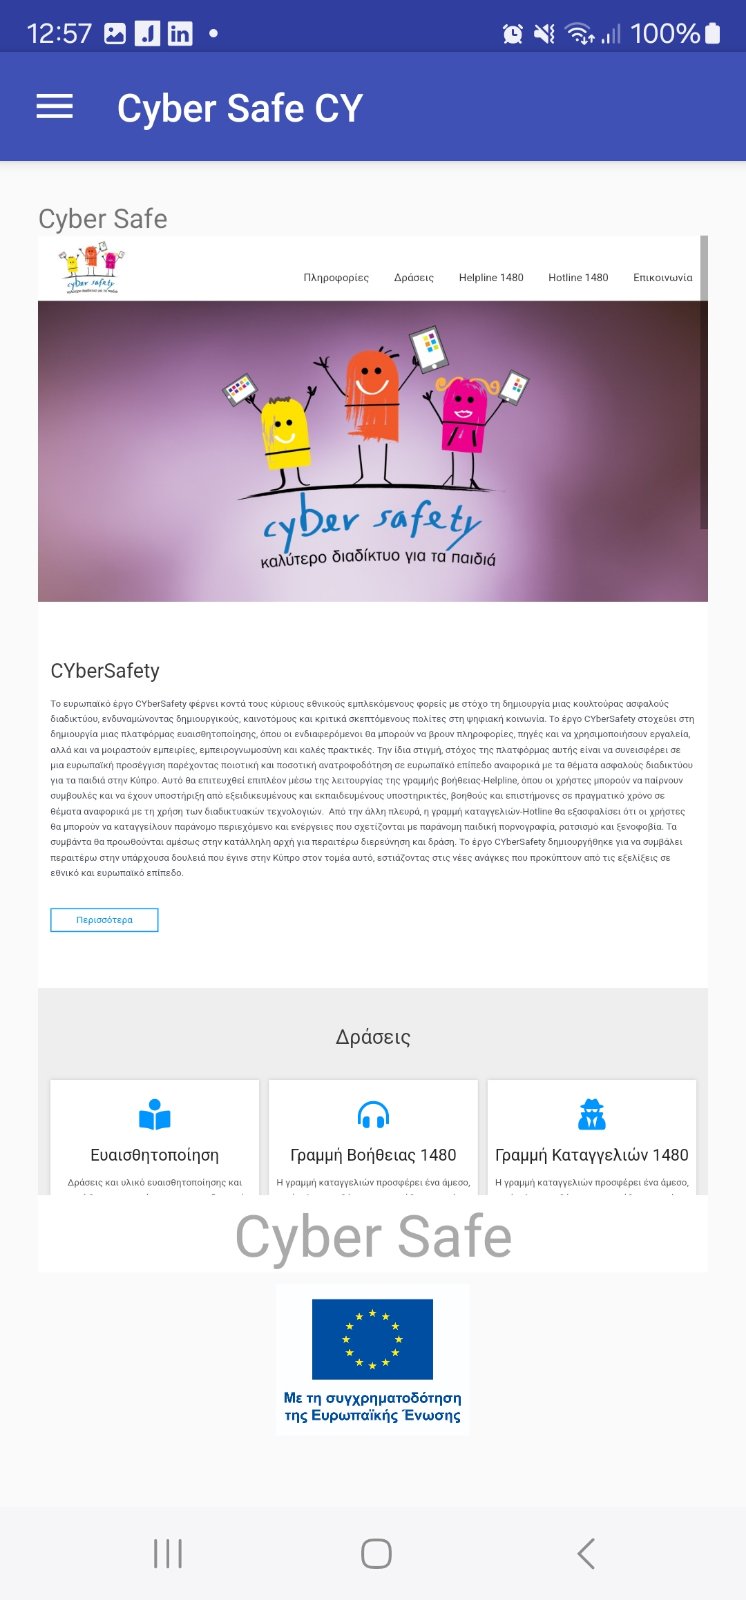 12:57
100%
Cyber Safe CY
Cyber Safe
cyber safety
καλύτερο διαδίκτυο για τα παιδιά
Πληροφορίες Δράσεις Helpline 1480 Hotline 1480 Επικοινωνία
cyber safety
καλύτερο διαδίκτυο για τα παιδιά
CYberSafety
Το ευρωπαϊκό έργο CYberSafety φέρνει κοντά τους κύριους εθνικούς εμπλεκόμενους φορείς με στόχο τη δημιουργία μιας κουλτούρας ασφαλούς
διαδικτύου, ενδυναμώνοντας δημιουργικούς, καινοτόμους και κριτικά σκεπτόμενους πολίτες στη ψηφιακή κοινωνία. Το έργο CYberSafety στοχεύει στη
δημιουργία μιας πλατφόρμας ευαισθητοποίησης, όπου οι ενδιαφερόμενοι θα μπορούν να βρουν πληροφορίες, πηγές και να χρησιμοποιήσουν εργαλεία,
αλλά και να μοιραστούν εμπειρίες, εμπειρογνωμοσύνη και καλές πρακτικές. Την ίδια στιγμή, στόχος της πλατφόρμας αυτής είναι να συνεισφέρει σε
μια ευρωπαϊκή προσέγγιση παρέχοντας ποιοτική και ποσοτική ανατροφοδότηση σε ευρωπαϊκό επίπεδο αναφορικά με τα θέματα ασφαλούς διαδικτύου
για τα παιδιά στην Κύπρο. Αυτό θα επιτευχθεί επιπλέον μέσω της λειτουργίας της γραμμής βοήθειας-Helpline, όπου οι χρήστες μπορούν να παίρνουν
συμβουλές και να έχουν υποστήριξη από εξειδικευμένους και εκπαιδευμένους υποστηρικτές, βοηθούς και επιστήμονες σε πραγματικό χρόνο σε
θέματα αναφορικά με τη χρήση των διαδικτυακών τεχνολογιών. Από την άλλη πλευρά, η γραμμή καταγγελιών-Hotline θα εξασφαλίσει ότι οι χρήστες
θα μπορούν να καταγγείλουν παράνομο περιεχόμενο και ενέργειες που σχετίζονται με παράνομη παιδική πορνογραφία, ρατσισμό και ξενοφοβία. Τα
συμβάντα θα προωθούνται αμέσως στην κατάλληλη αρχή για περαιτέρω διερεύνηση και δράση. Το έργο CYberSafety δημιουργήθηκε για να συμβάλει
περαιτέρω στην υπάρχουσα δουλειά που έγινε στην Κύπρο στον τομέα αυτό, εστιάζοντας στις νέες ανάγκες που προκύπτουν από τις εξελίξεις σε
εθνικό και ευρωπαϊκό επίπεδο.
Περισσότερα
Δράσεις
Ευαισθητοποίηση Γραμμή Βοήθειας 1480 Γραμμή Καταγγελιών 1480
Δράσεις και υλικό ευαισθητοποίησης και Η γραμμή καταγγελιών προσφέρει ένα άμεσο, Η γραμμή καταγγελιών προσφέρει ένα άμεσο,
Cyber Safe
Με τη συγχρηματοδότηση
της Ευρωπαϊκής Ένωσης